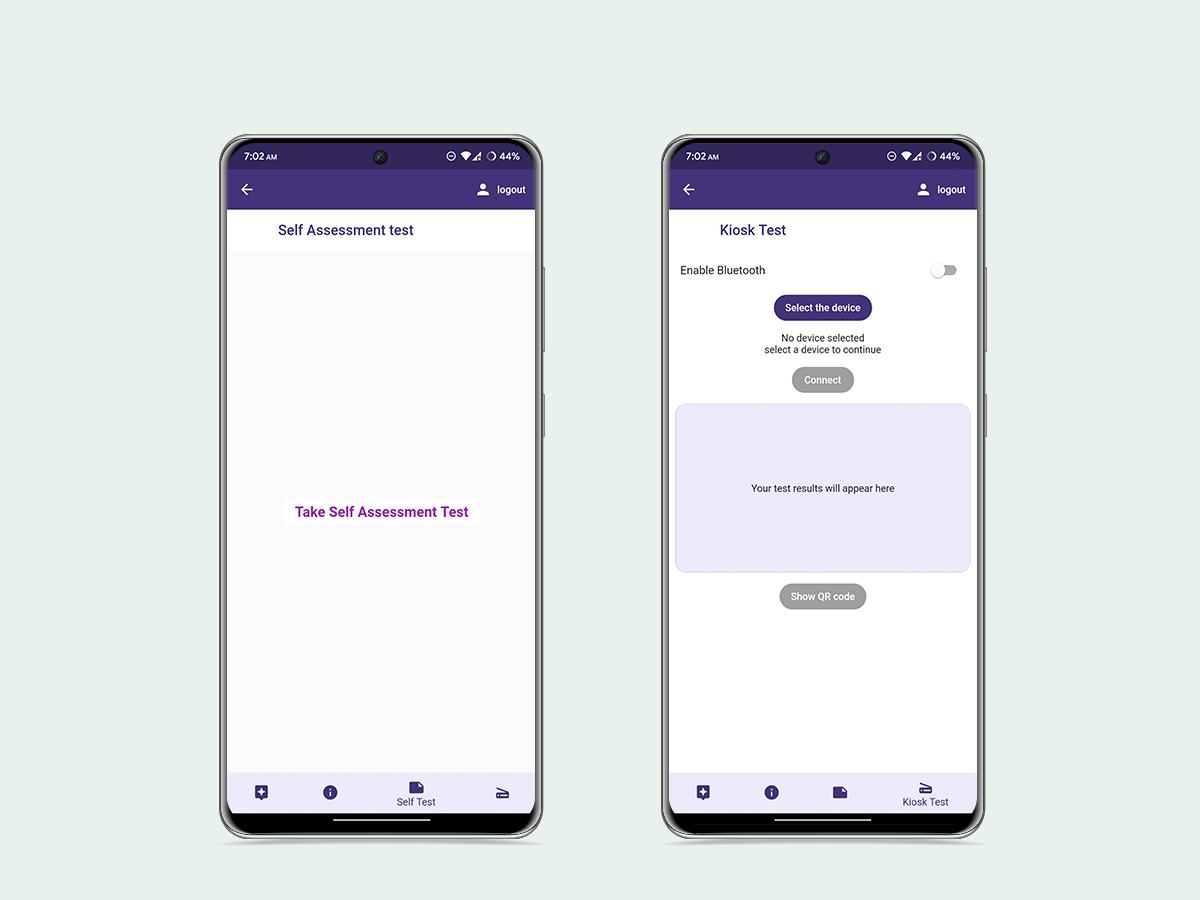 7:02 AM
44%
logout
Self Assessment test
Take Self Assessment Test
Self Test
7:02 AM
44%
logout
Kiosk Test
Enable Bluetooth
Select the device
No device selected
select a device to continue
Connect
Your test results will appear here
Show QR code
Kiosk Test